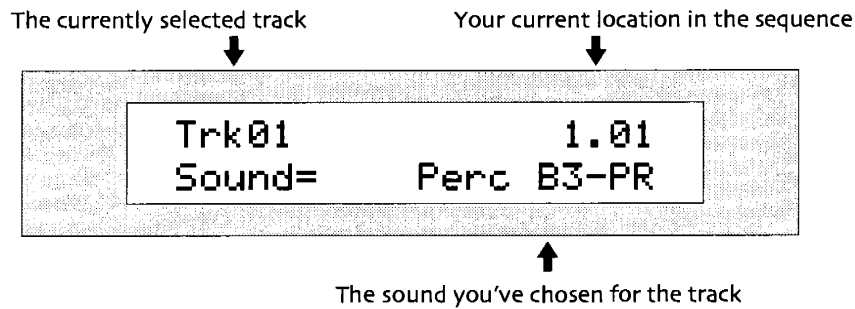 The currently selected track
Your current location in the sequence
Trk01 1.01
Sound= Perc B3-PR
The sound you've chosen for the track